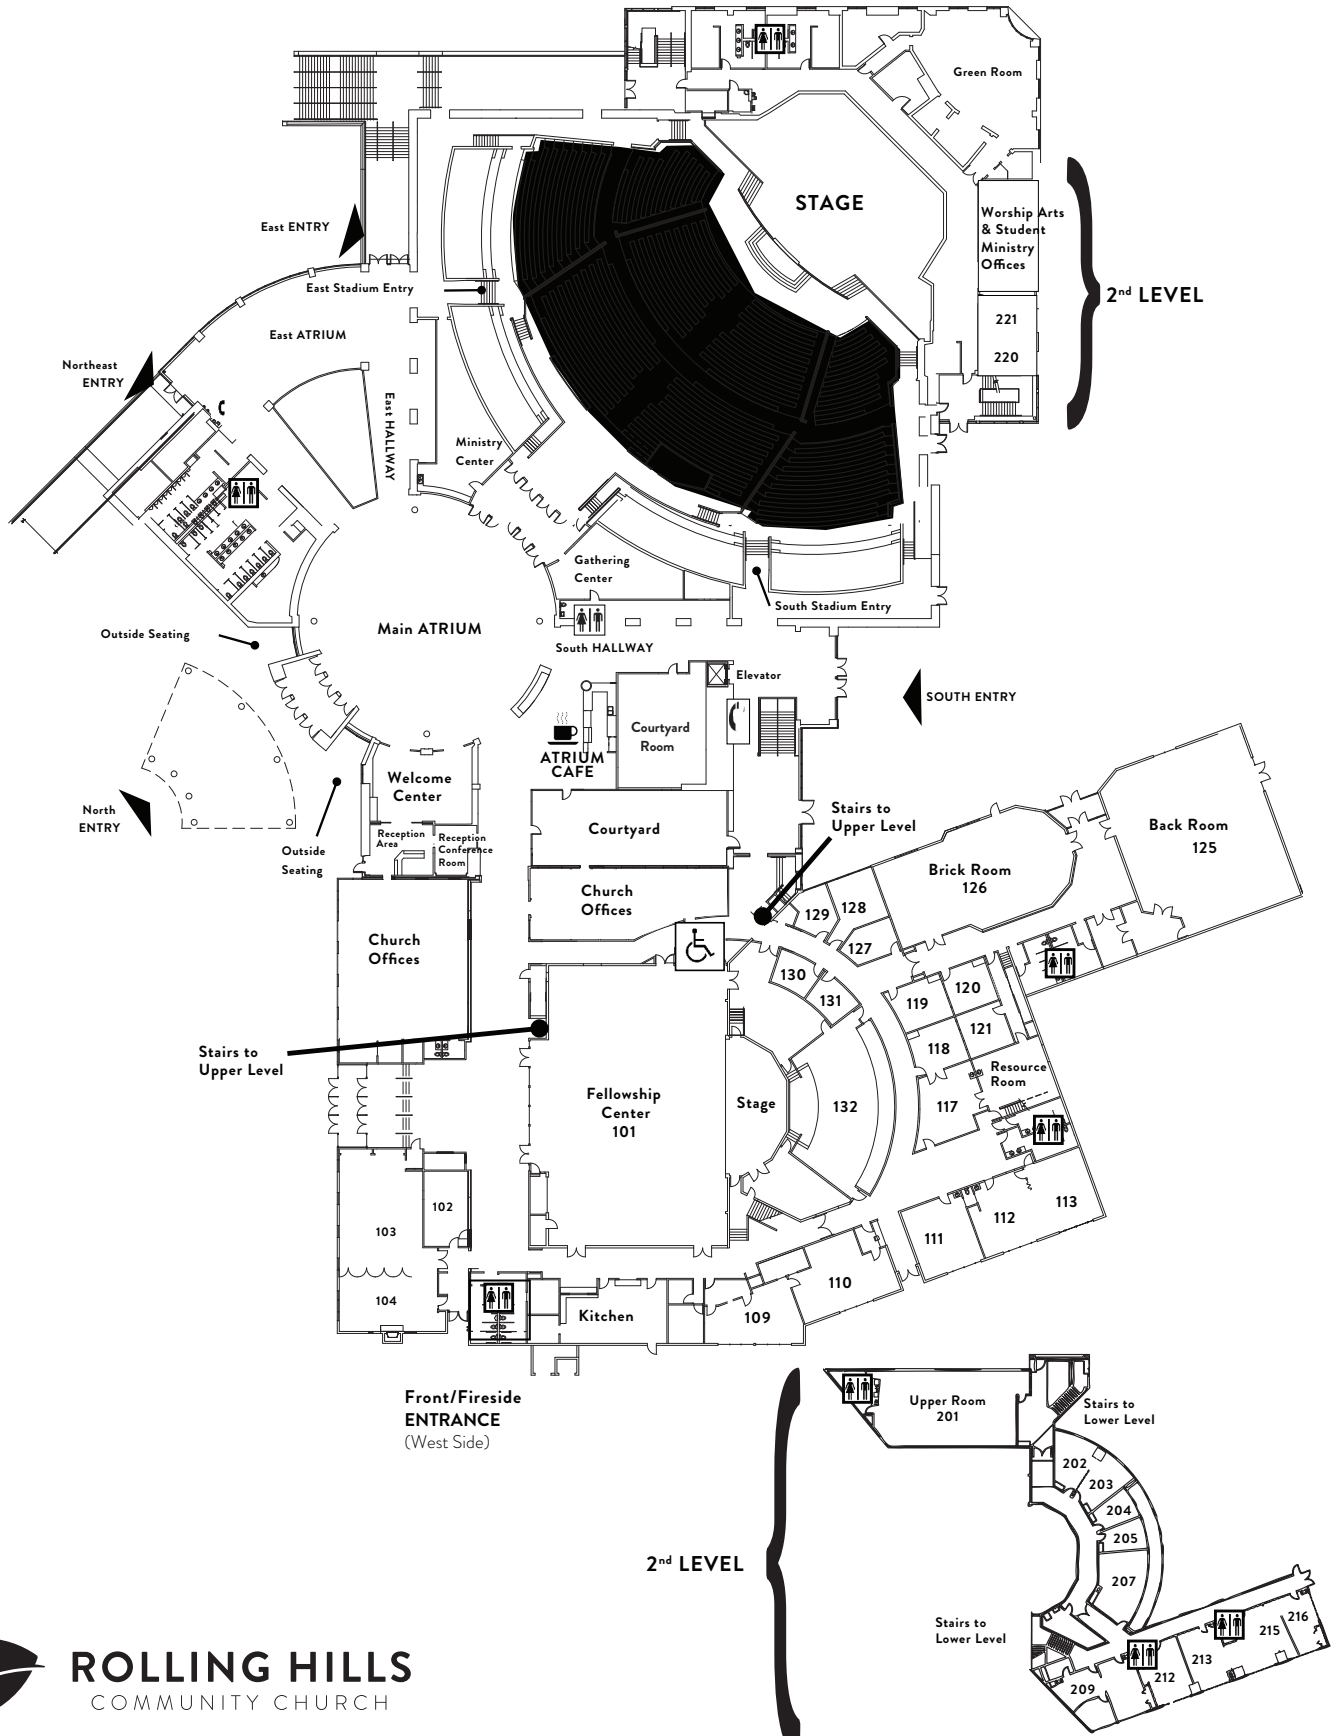 Green Room
STAGE
Worship Arts
& Student
Ministry
Offices
2nd LEVEL
221
220
East ENTRY
East Stadium Entry
East ATRIUM
Northeast
ENTRY
East HALLWAY
Ministry
Center
Gathering
Center
South Stadium Entry
Outside Seating
Main ATRIUM
South HALLWAY
Elevator
SOUTH ENTRY
Courtyard
Room
ATRIUM
CAFE
Welcome
Center
North
ENTRY
Outside
Seating
Reception
Area
Reception
Conference
Room
Courtyard
Stairs to
Upper Level
Back Room
125
Brick Room
126
Church
Offices
129
128
127
Church
Offices
130
131
119
120
121
118
Stairs to
Upper Level
Resource
Room
Fellowship
Center
101
Stage
132
117
102
103
113
112
111
104
110
109
Kitchen
Front/Fireside
ENTRANCE
(West Side)
Upper Room
201
Stairs to
Lower Level
202
203
204
205
2nd LEVEL
207
Stairs to
Lower Level
216
215
213
212
209
ROLLING HILLS
COMMUNITY CHURCH